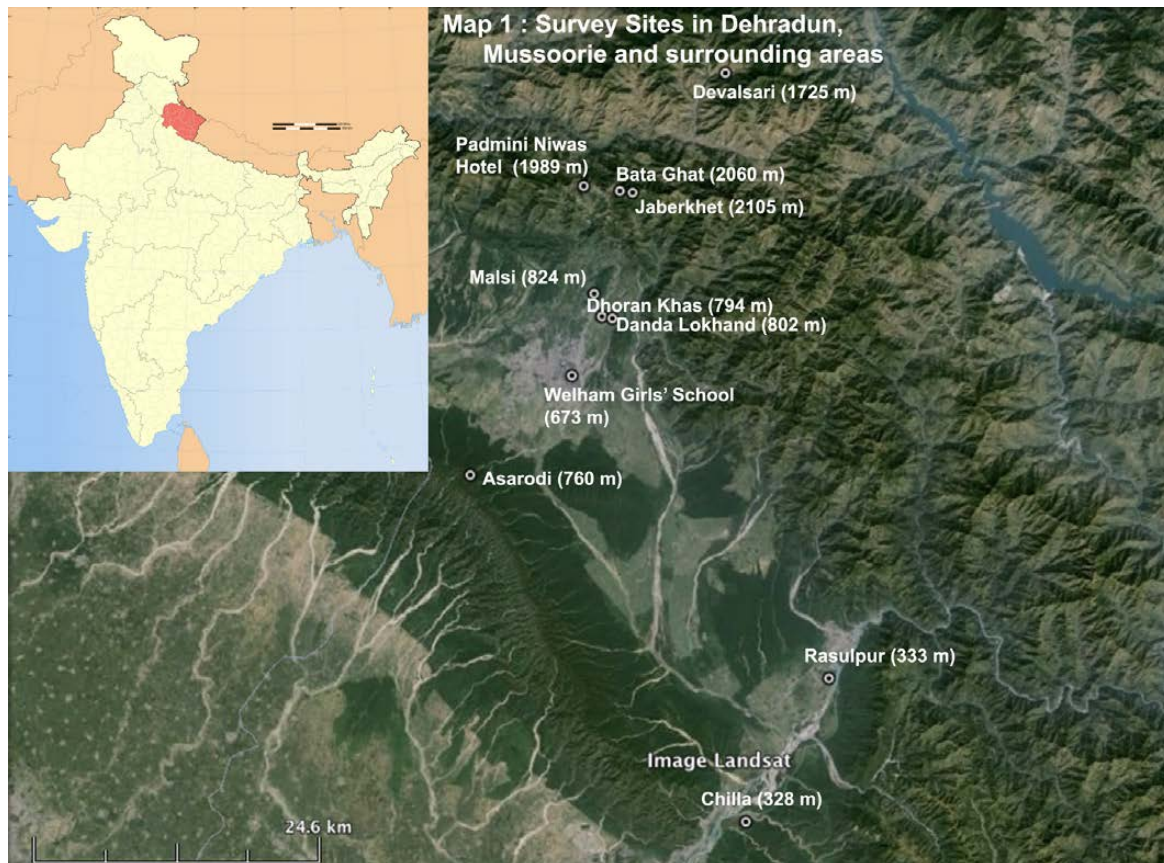 Map 1 : Survey Sites in Dehradun,
Mussoorie and surrounding areas
Devalsari (1725 m)
Padmini Niwas
Hotel (1989 m)
Bata Ghat (2060 m)
Jaberkhet (2105 m)
Malsi (824 m)
Dhoran Khas (794 m)
Danda Lokhand (802 m)
Welham Girls' School
(673 m)
Asarodi (760 m)
Rasulpur (333 m)
Image Landsat
Chilla (328 m)
24.6 km